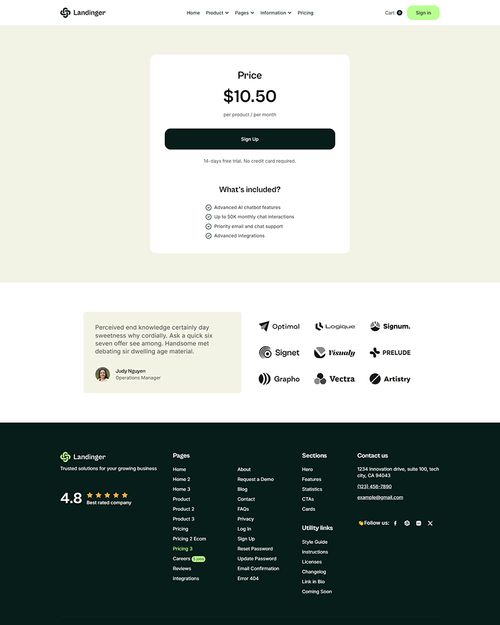 Landinger
Home Product Pages Information Pricing
Cart 0
Sign in
Price
$10.50
per product / per month
Sign Up
14-days free trial. No credit card required.
What's included?
Advanced AI chatbot features
Up to 50K monthly chat interactions
Priority email and chat support
Advanced integrations
Perceived end knowledge certainly day
sweetness why cordially. Ask a quick six
seven offer see among. Handsome met
debating sir dwelling age material.
Judy Nguyen
Operations Manager
Optimal Logique Signum.
Signet Visualy PRELUDE
Grapho Vectra Artistry
Landinger
Trusted solutions for your growing business
4.8
Best rated company
Pages
Home
Home 2
Home 3
Product
Product 2
Product 3
Pricing
Pricing 2 Ecom
Pricing 3
Careers
Reviews
Integrations
About
Request a Demo
Blog
Contact
FAQs
Privacy
Log In
Sign Up
Reset Password
Update Password
Email Confirmation
Error 404
Sections
Hero
Features
Statistics
CTAs
Cards
Utility links
Style Guide
Instructions
Licenses
Changelog
Link in Bio
Coming Soon
Contact us
1234 Innovation drive, suite 100, tech
city, CA 94043
(123) 456-7890
example@gmail.com
👋Follow us: